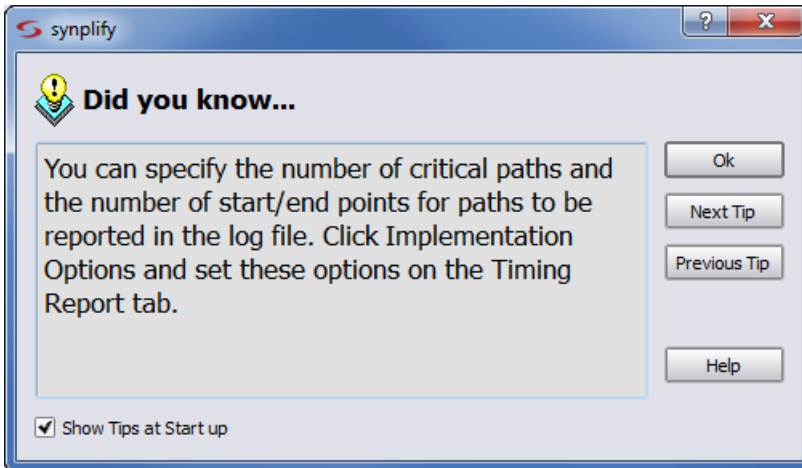 synplify
?
X
Did you know...
You can specify the number of critical paths and
the number of start/end points for paths to be
reported in the log file. Click Implementation
Options and set these options on the Timing
Report tab.
Ok
Next Tip
Previous Tip
Help
Show Tips at Start up